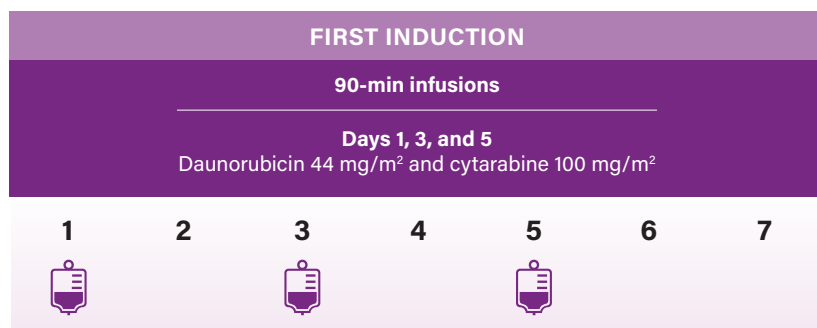 FIRST INDUCTION
90-min infusions
Days 1, 3, and 5
Daunorubicin 44 mg/m² and cytarabine 100 mg/m²
1 2 3 4 5 6 7